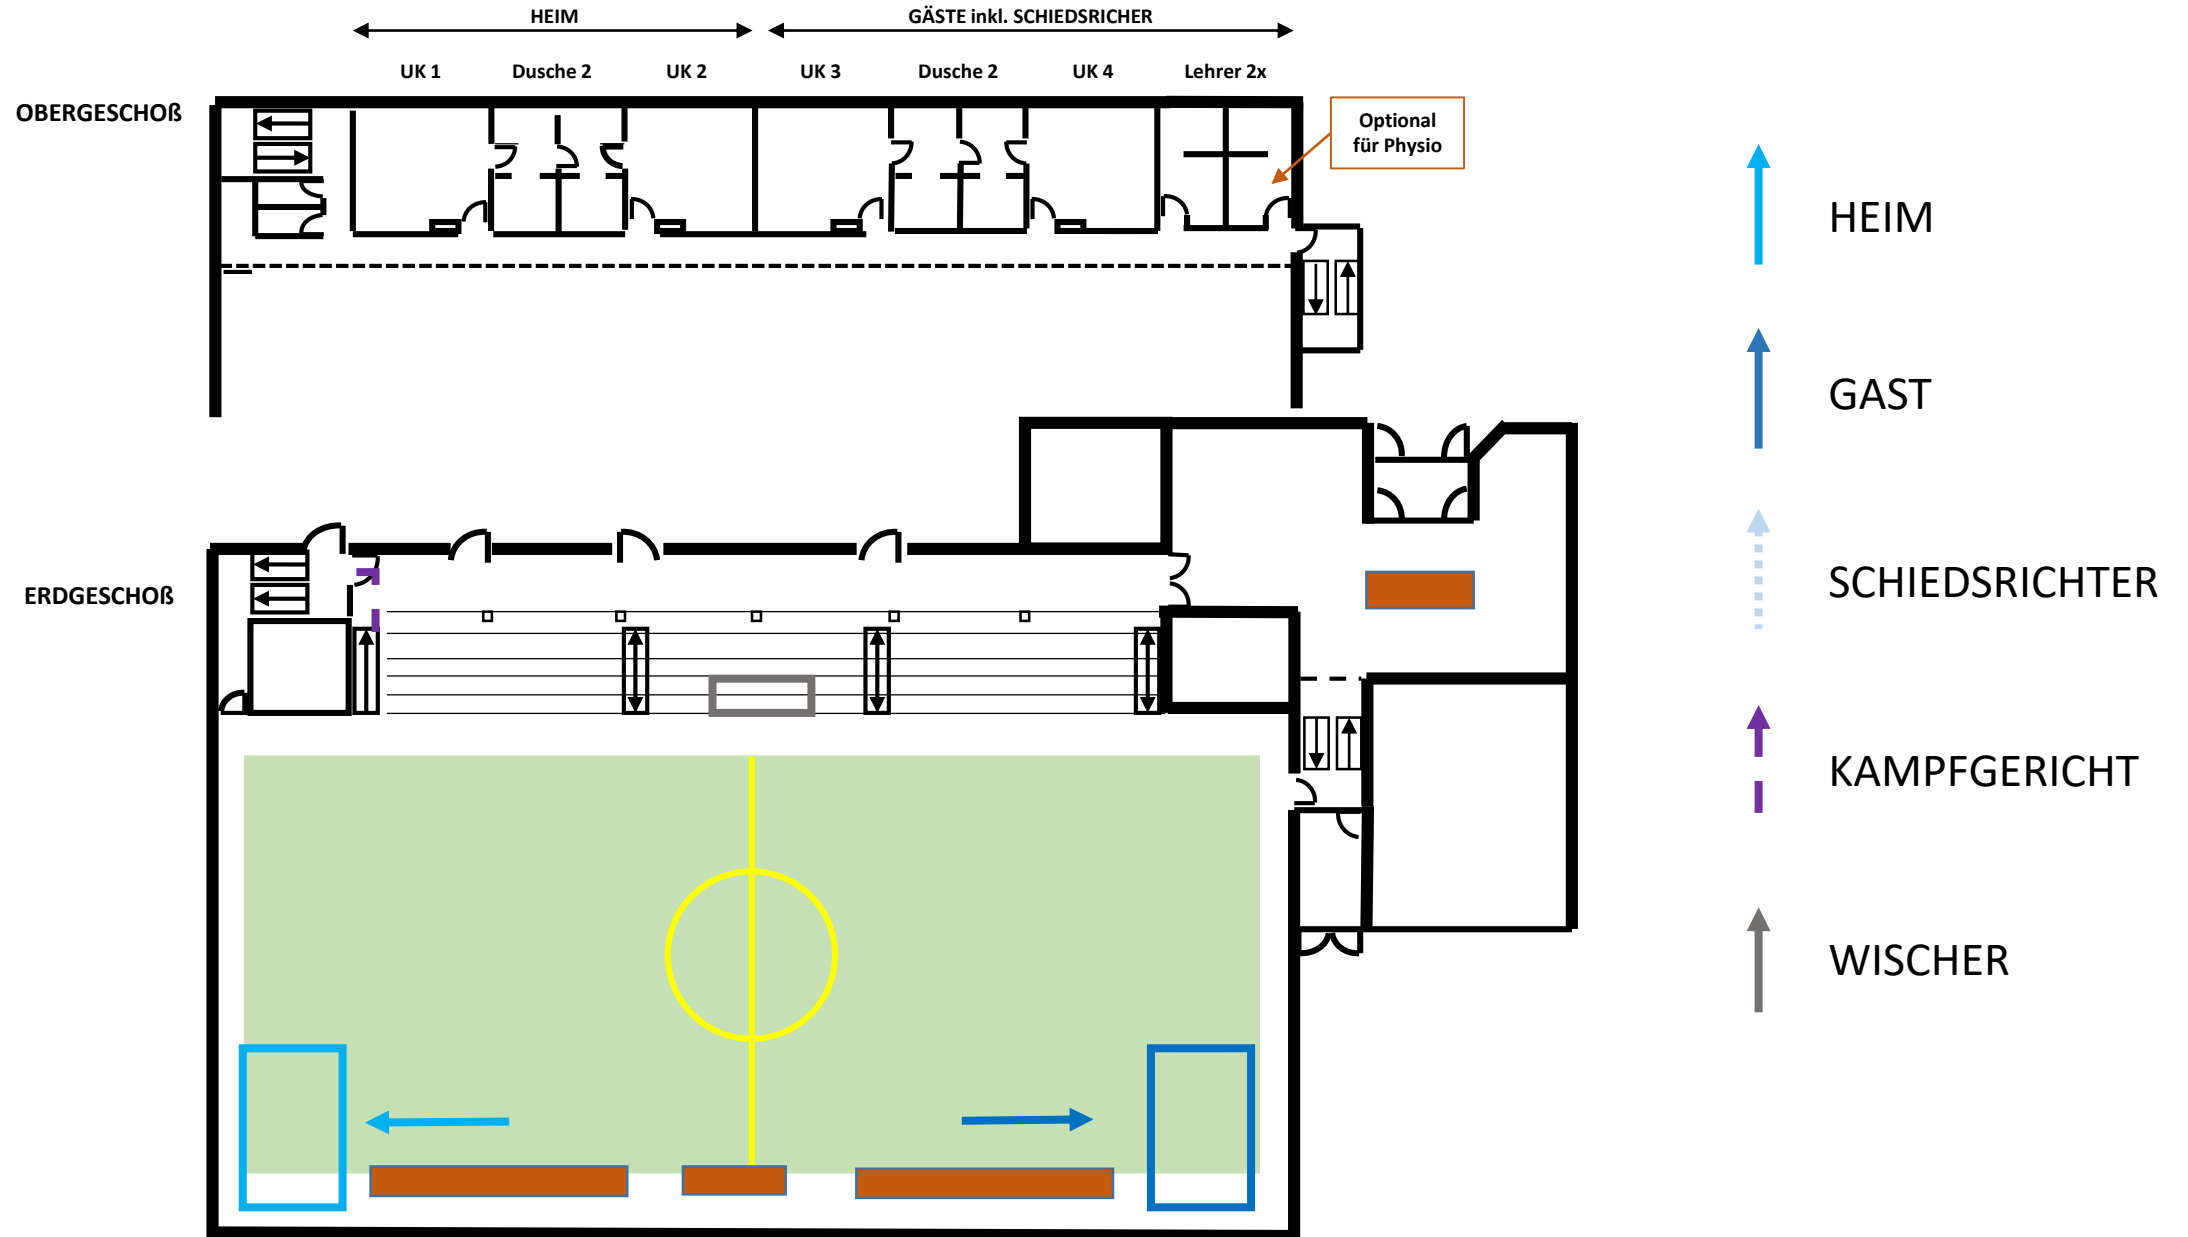 HEIM
GÄSTE inkl. SCHIEDSRICHER
UK 1
Dusche 2
UK 2
UK 3
Dusche 2
UK 4
Lehrer 2x
OBERGESCHOß
Optional
für Physio
HEIM
GAST
SCHIEDSRICHTER
ERDGESCHOß
KAMPFGERICHT
WISCHER